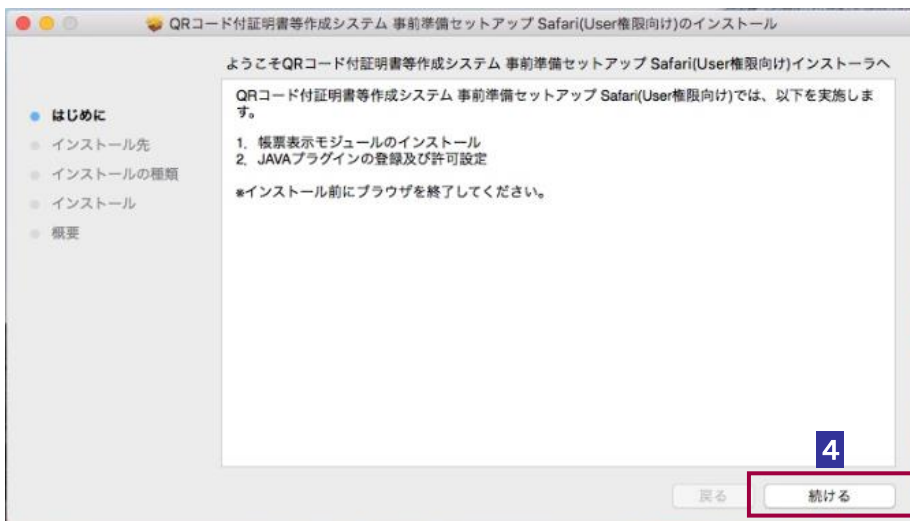 QRコード付証明書等作成システム 事前準備セットアップ Safari(User権限向け)のインストール
ようこそQRコード付証明書等作成システム 事前準備セットアップ Safari(User権限向け)インストーラへ
はじめに
インストール先
インストールの種類
インストール
概要
QRコード付証明書等作成システム 事前準備セットアップ Safari(User権限向け)では、以下を実施しま
す。
1. 帳票表示モジュールのインストール
2. JAVAプラグインの登録及び許可設定
*インストール前にブラウザを終了してください。
4
戻る
続ける